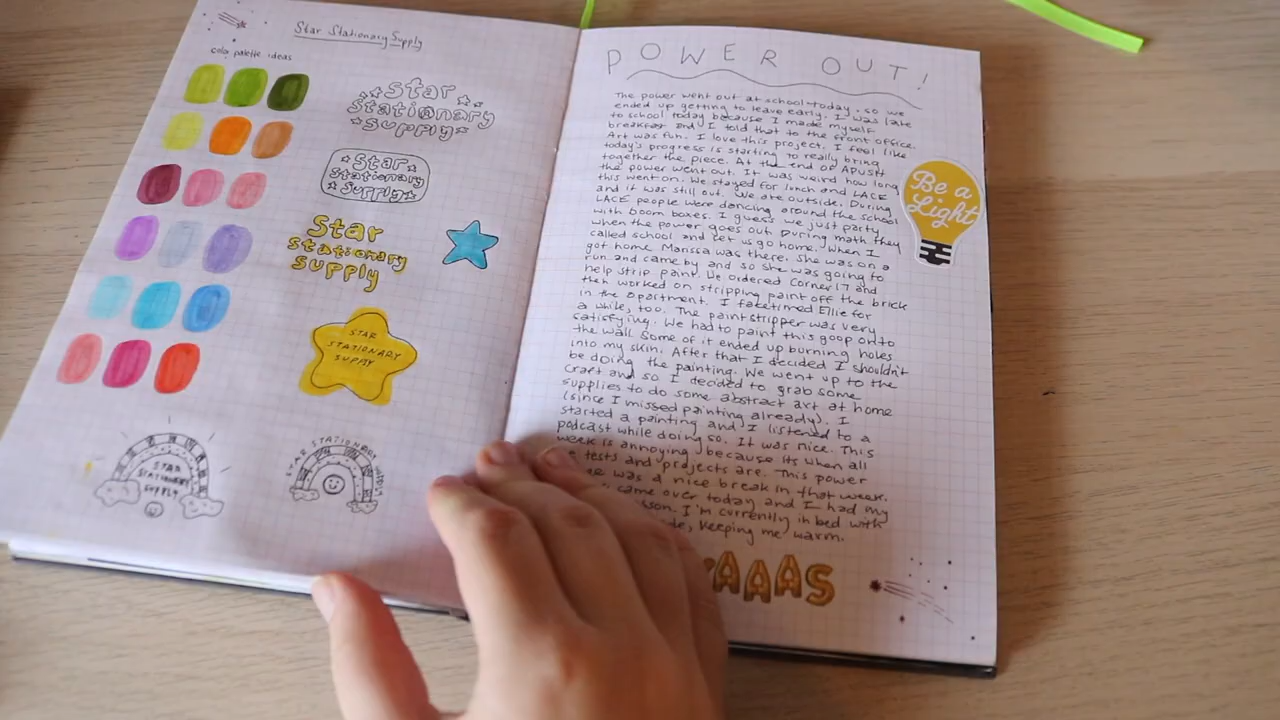 Star Stationary Supply
color palette ideas
Star
Stationary
Supply
Star
Stationary
Supply
Star
Stationary
Supply
STAR
STATIONARY
SUPPLY
STAR
STATIONARY
SUPPLY
STAR STATIONARY SUPPLY
POWER OUT!
The power went out at school today. so we
ended up getting to leave early. I was late
to school today because I made myself
breakfast and I told that to the front office.
Art was fun. I love this project. I feel like
today's progress is starting to really bring
together the piece. At the end of APUSH
the power went out. It was weird how long
this went on. We stayed for lunch and LACE
and it was still out. We ate outside. During
LACE people were dancing around the school
with boom boxes. I guess we just party
when the power goes out. During math they
called school and let us go home. When I
got home Marissa was there. She was on a
run and came by and so she was going to
help strip paint. We ordered Corner 17 and
then worked on stripping paint off the brick
in the apartment. I facetimed Ellie for
a while, too. The paint stripper was very
satisfying. We had to paint this goop onto
the wall. Some of it ended up burning holes
into my skin. After that I decided I shouldn't
be doing the painting. We went up to the
craft and so I decided to grab some
supplies to do some abstract art at home
(since I missed painting already). I
started a painting and I listened to a
podcast while doing so. It was nice. This
week is annoying because its when all
tests and projects are. This power
was a nice break in that
came over today and I had my
I'm currently in bed with
keeping me warm.
AAAS
Be a
Light